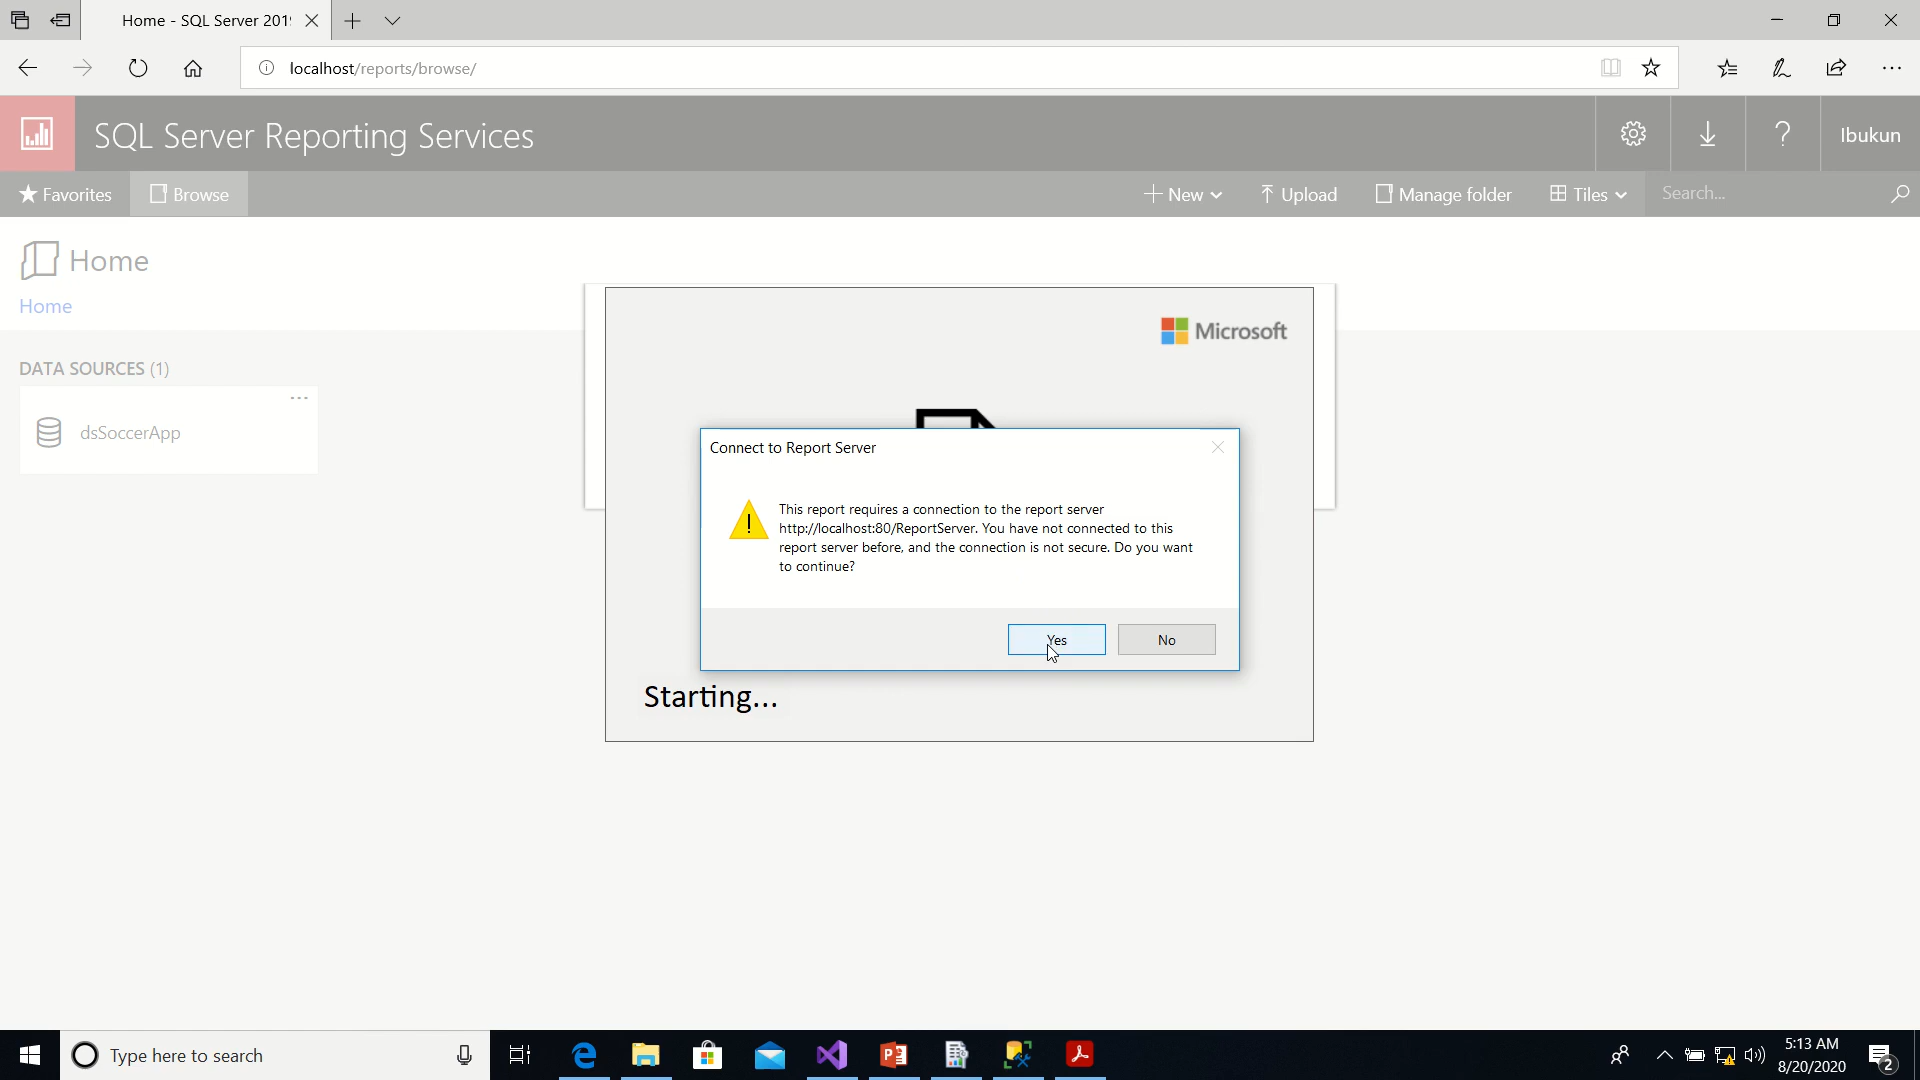 Home - SQL Server 201
localhost/reports/browse/
SQL Server Reporting Services
Ibukun
Favorites
Browse
New
Upload
Manage folder
Tiles
Search...
Home
Home
DATA SOURCES (1)
dsSoccerApp
Microsoft
Connect to Report Server
This report requires a connection to the report server
http://localhost:80/ReportServer. You have not connected to this
report server before, and the connection is not secure. Do you want
to continue?
Yes
No
Starting...
Type here to search
5:13 AM
8/20/2020
2